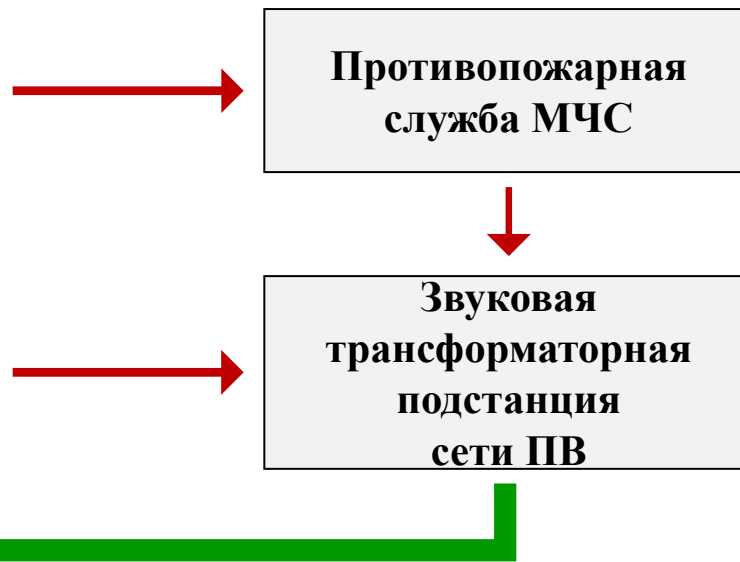 Противопожарная
служба МЧС
Звуковая
трансформаторная
подстанция
сети ПВ